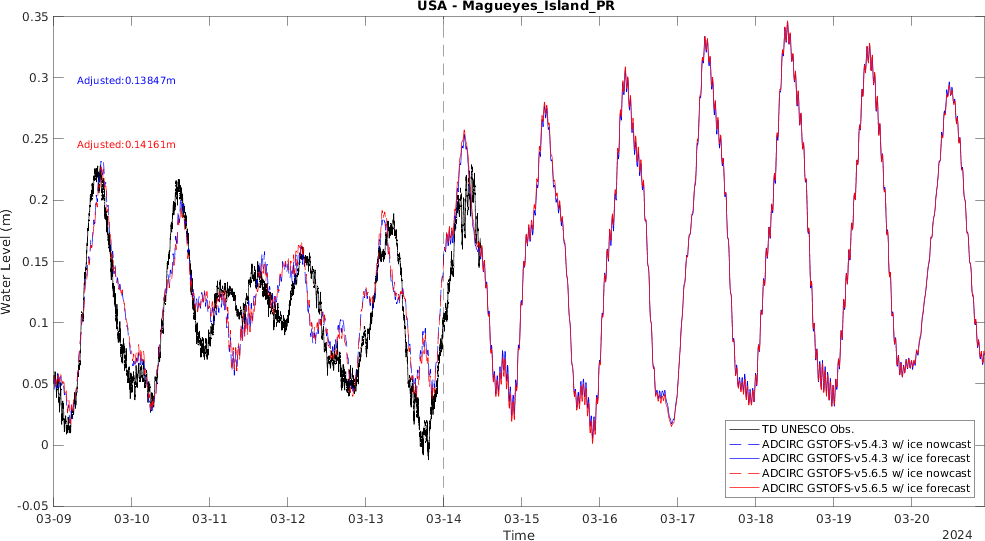 USA - Magueyes_Island_PR
0.35
0.3
0.25
0.2
0.15
0.1
0.05
0
-0.05
Water Level (m)
Adjusted:0.13847m
Adjusted:0.14161m
TD UNESCO Obs.
ADCIRC GSTOFS-v5.4.3 w/ ice nowcast
ADCIRC GSTOFS-v5.4.3 w/ ice forecast
ADCIRC GSTOFS-v5.6.5 w/ ice nowcast
ADCIRC GSTOFS-v5.6.5 w/ ice forecast
03-09 03-10 03-11 03-12 03-13 03-14 03-15 03-16 03-17 03-18 03-19 03-20
Time
2024